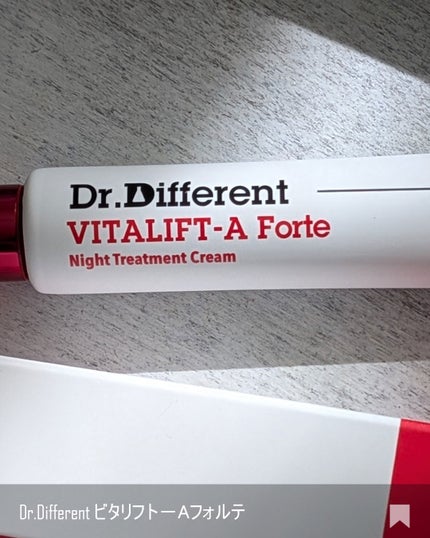 Dr.Different
VITALIFT-A Forte
Night Treatment Cream
Dr.Different ビタリフトーAフォルテ